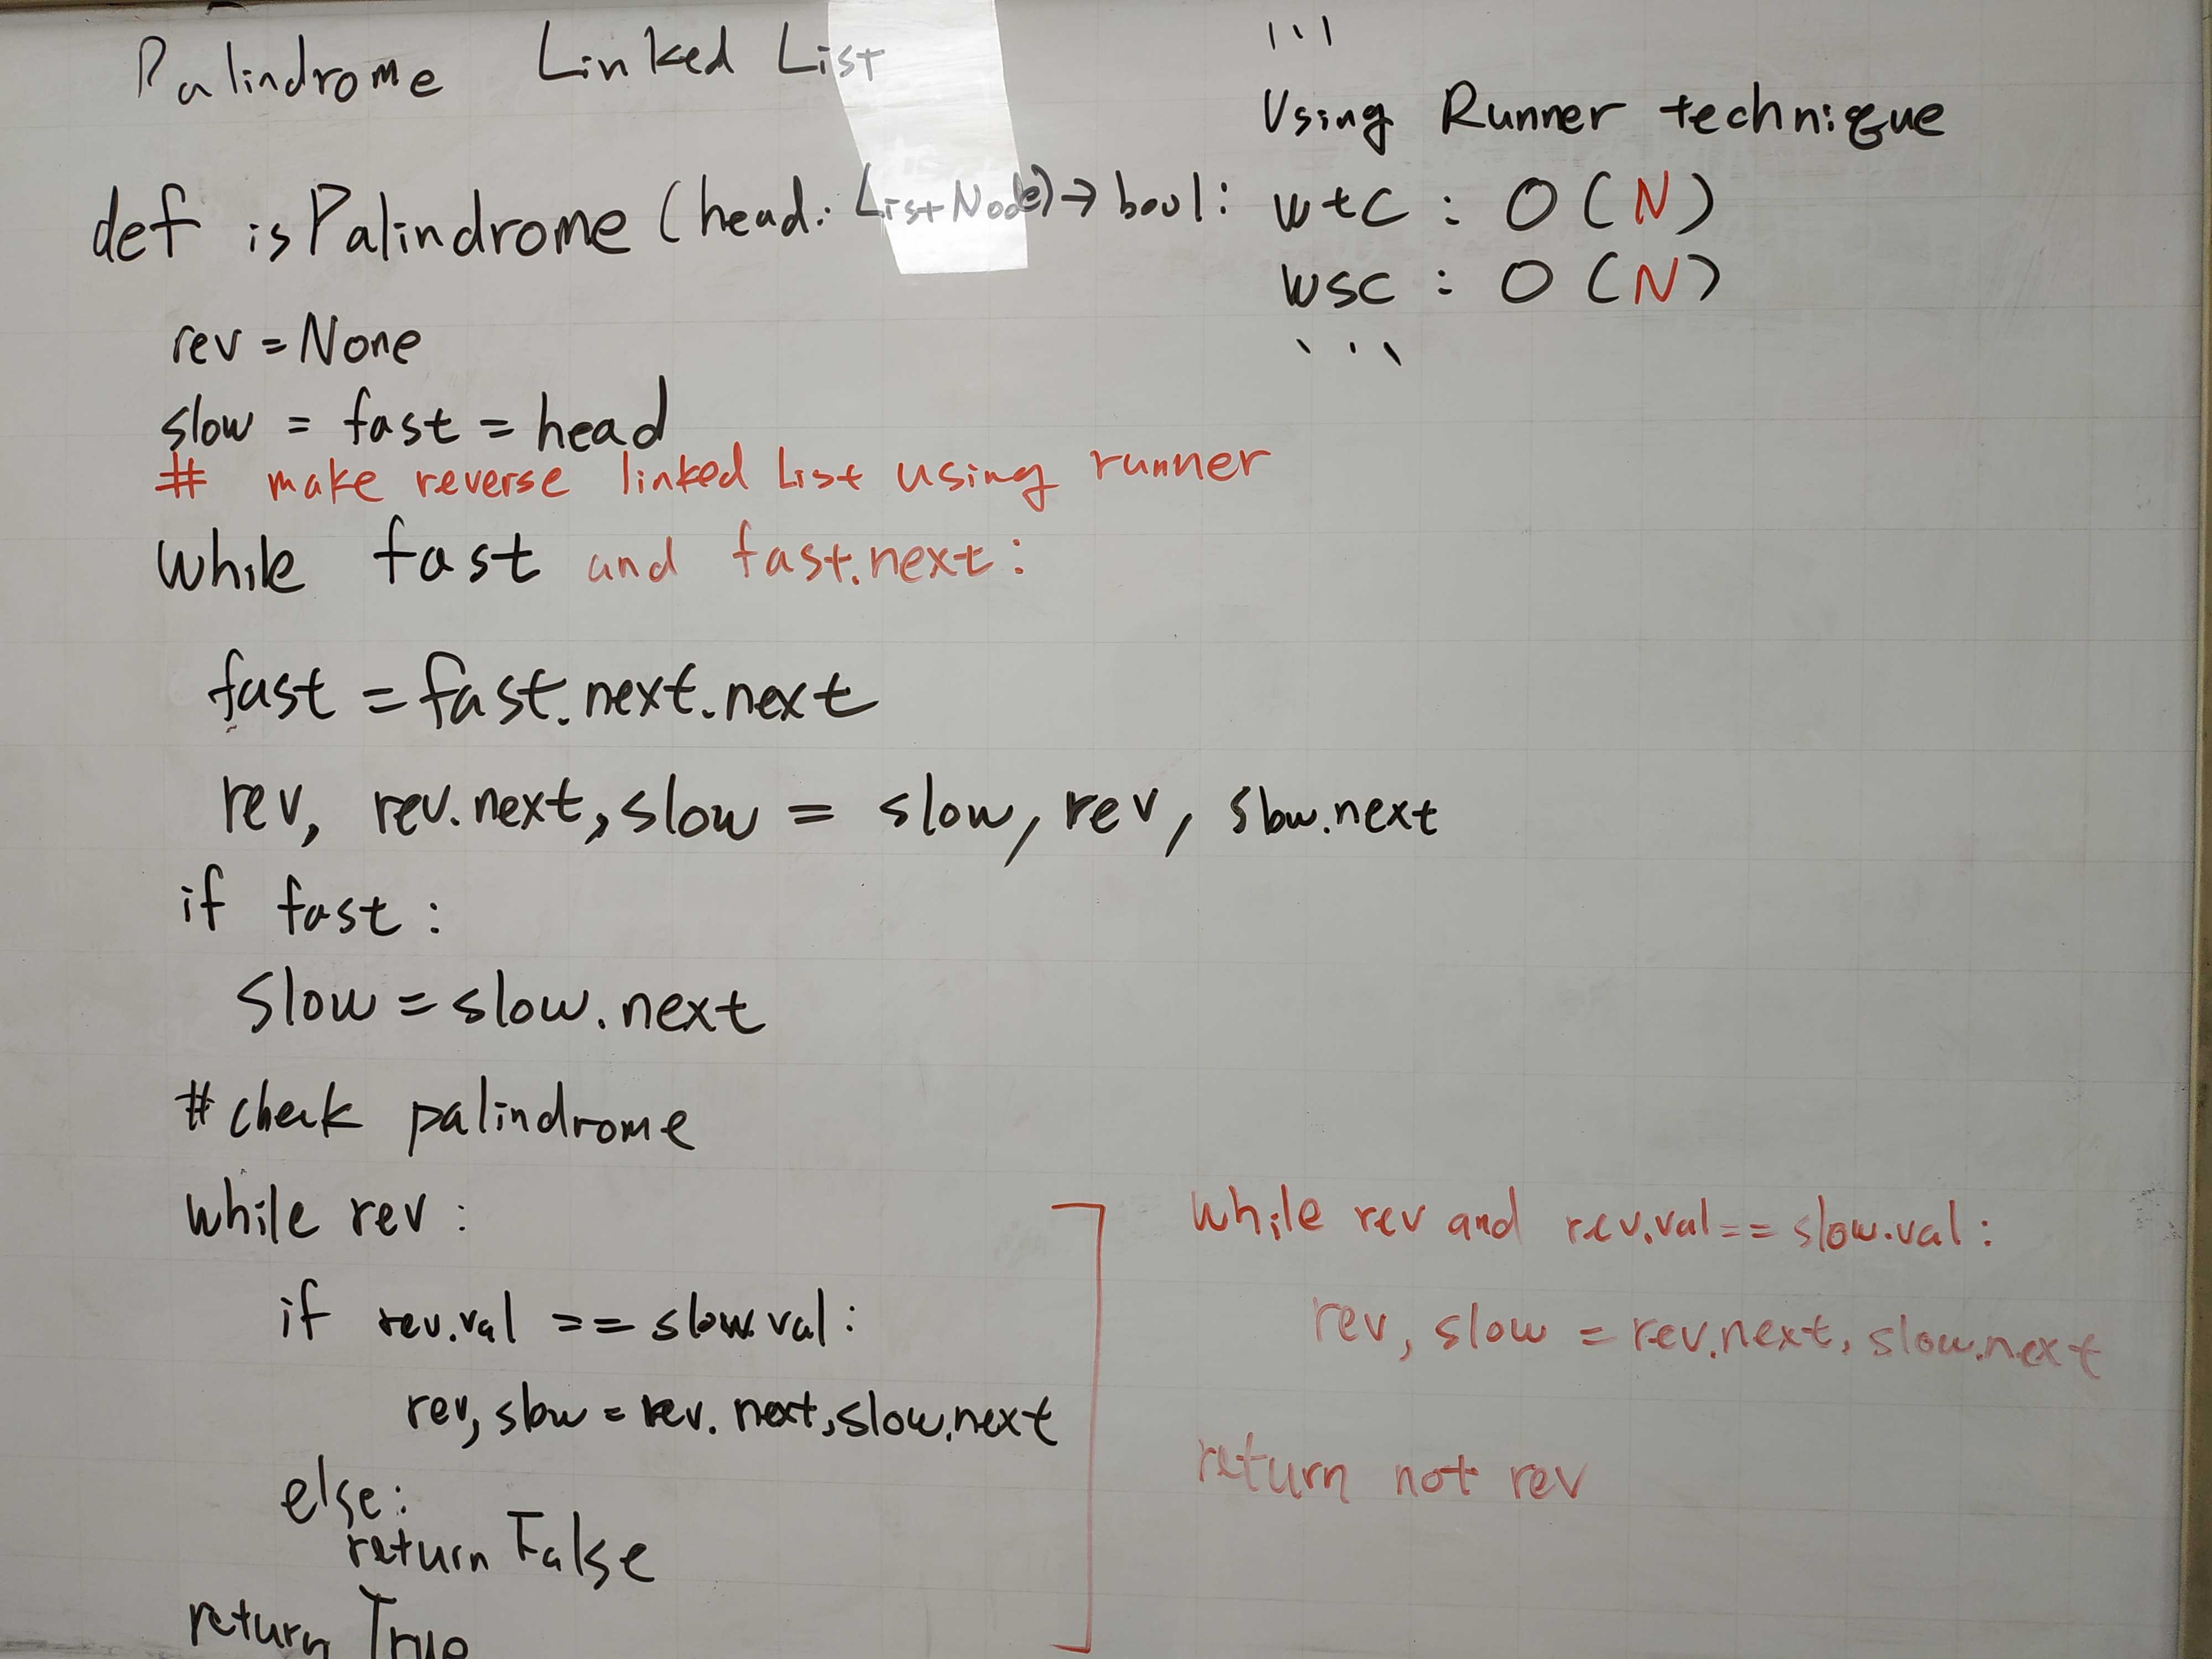 Palindrome Linked List
def isPalindrome (head: ListNode) → bool:
rev = None
slow = fast = head
# make reverse linked List using runner
while fast and fast.next:
fast = fast.next.next
rev, rev.next, slow = slow, rev, slow.next
if fast:
slow = slow.next
# check palindrome
while rev:
if rev.val == slow.val:
rev, slow = rev.next, slow.next
else:
return False
return True
'''
Using Runner technique
wtc : O (N)
wsc : O (N)
'''
while rev and rev.val == slow.val:
rev, slow = rev.next, slow.next
return not rev